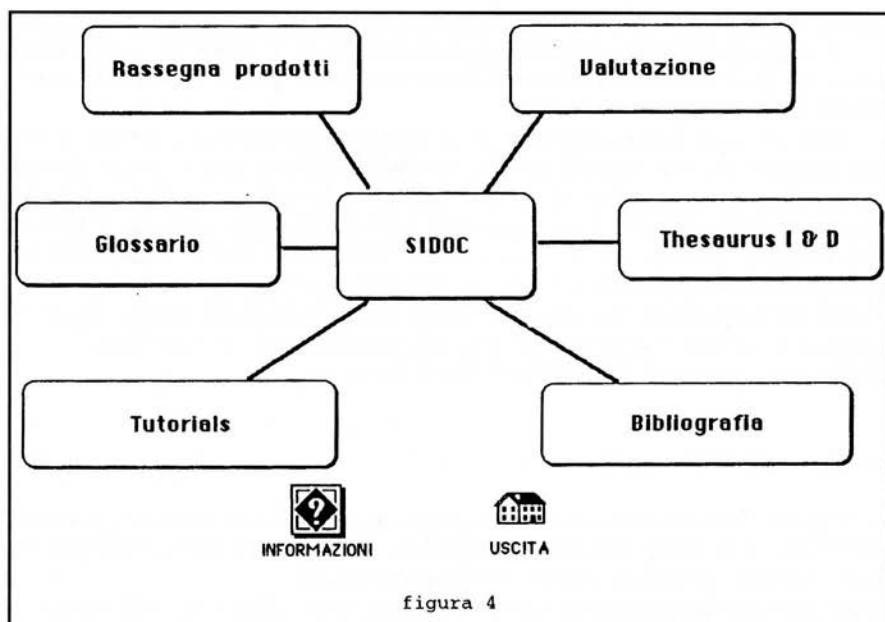 Rassegna prodotti
Valutazione
Glossario
SIDOC
Thesaurus I & D
Tutorials
Bibliografia
?
INFORMAZIONI
USCITA
figura 4